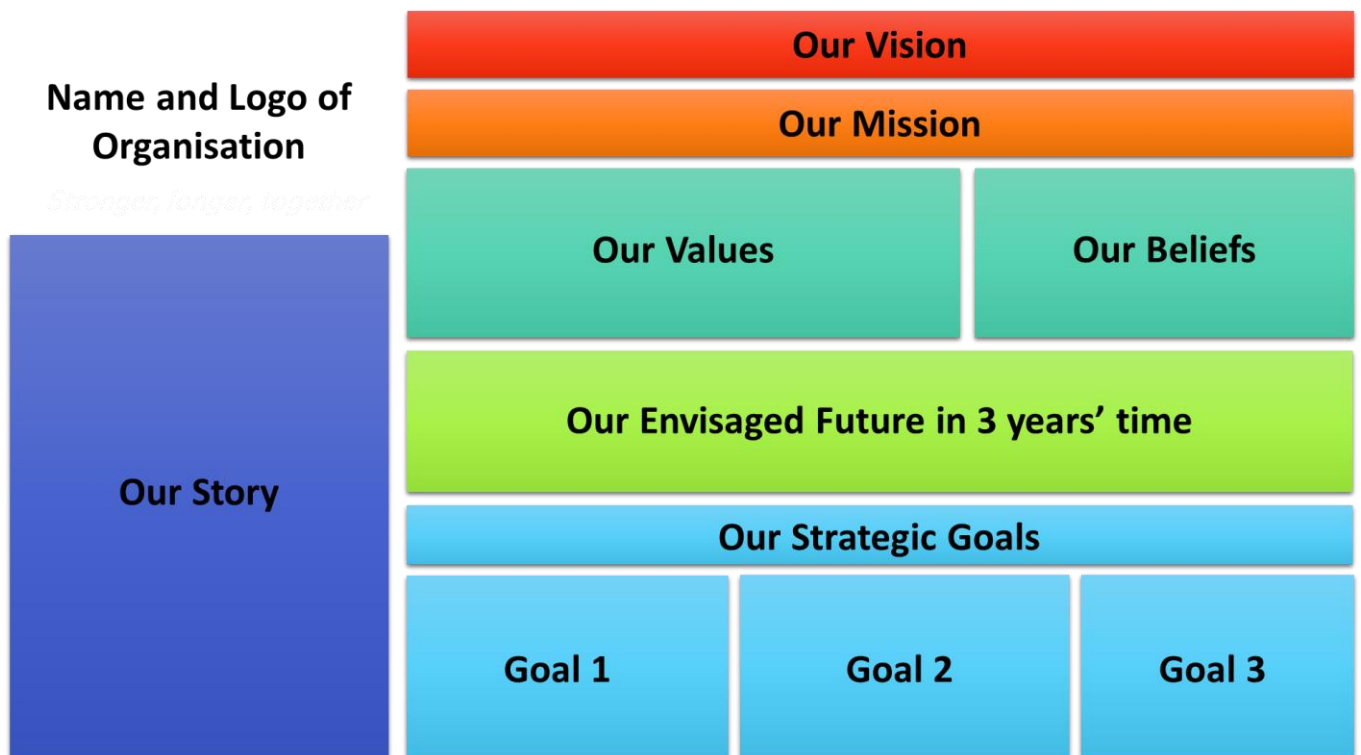 Name and Logo of
Organisation
Stronger, longer, together
Our Story
Our Vision
Our Mission
Our Values
Our Beliefs
Our Envisaged Future in 3 years’ time
Our Strategic Goals
Goal 1
Goal 2
Goal 3